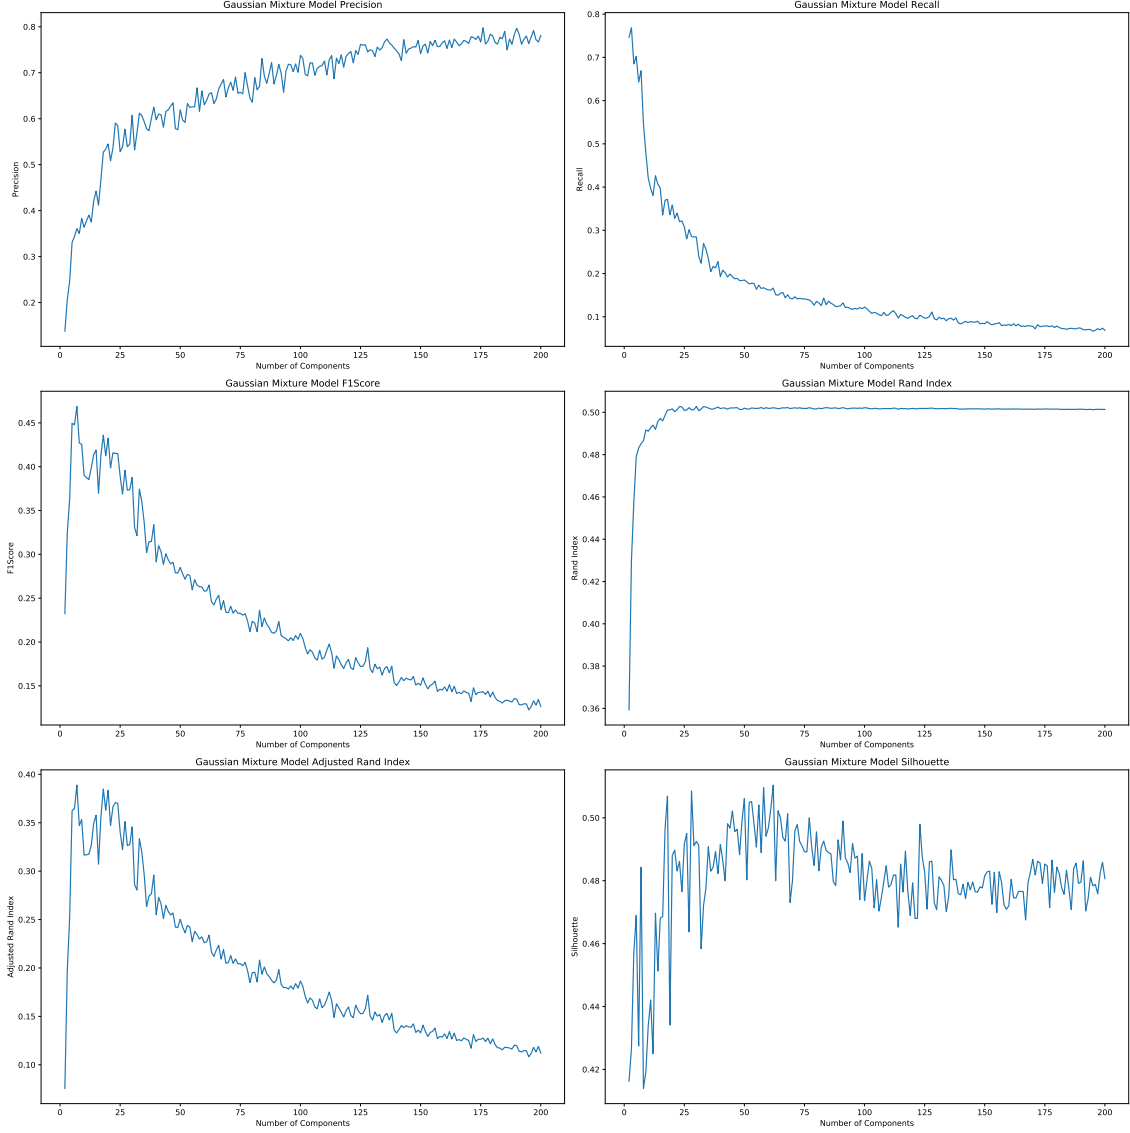 Gaussian Mixture Model Precision
Precision
0.8
0.7
0.6
0.5
0.4
0.3
0.2
0 25 50 75 100 125 150 175 200
Number of Components
Gaussian Mixture Model Recall
Recall
0.8
0.7
0.6
0.5
0.4
0.3
0.2
0.1
0 25 50 75 100 125 150 175 200
Number of Components
Gaussian Mixture Model F1Score
F1Score
0.45
0.40
0.35
0.30
0.25
0.20
0.15
0 25 50 75 100 125 150 175 200
Number of Components
Gaussian Mixture Model Rand Index
Rand Index
0.50
0.48
0.46
0.44
0.42
0.40
0.38
0.36
0 25 50 75 100 125 150 175 200
Number of Components
Gaussian Mixture Model Adjusted Rand Index
Adjusted Rand Index
0.40
0.35
0.30
0.25
0.20
0.15
0.10
0 25 50 75 100 125 150 175 200
Number of Components
Gaussian Mixture Model Silhouette
Silhouette
0.50
0.48
0.46
0.44
0.42
0 25 50 75 100 125 150 175 200
Number of Components